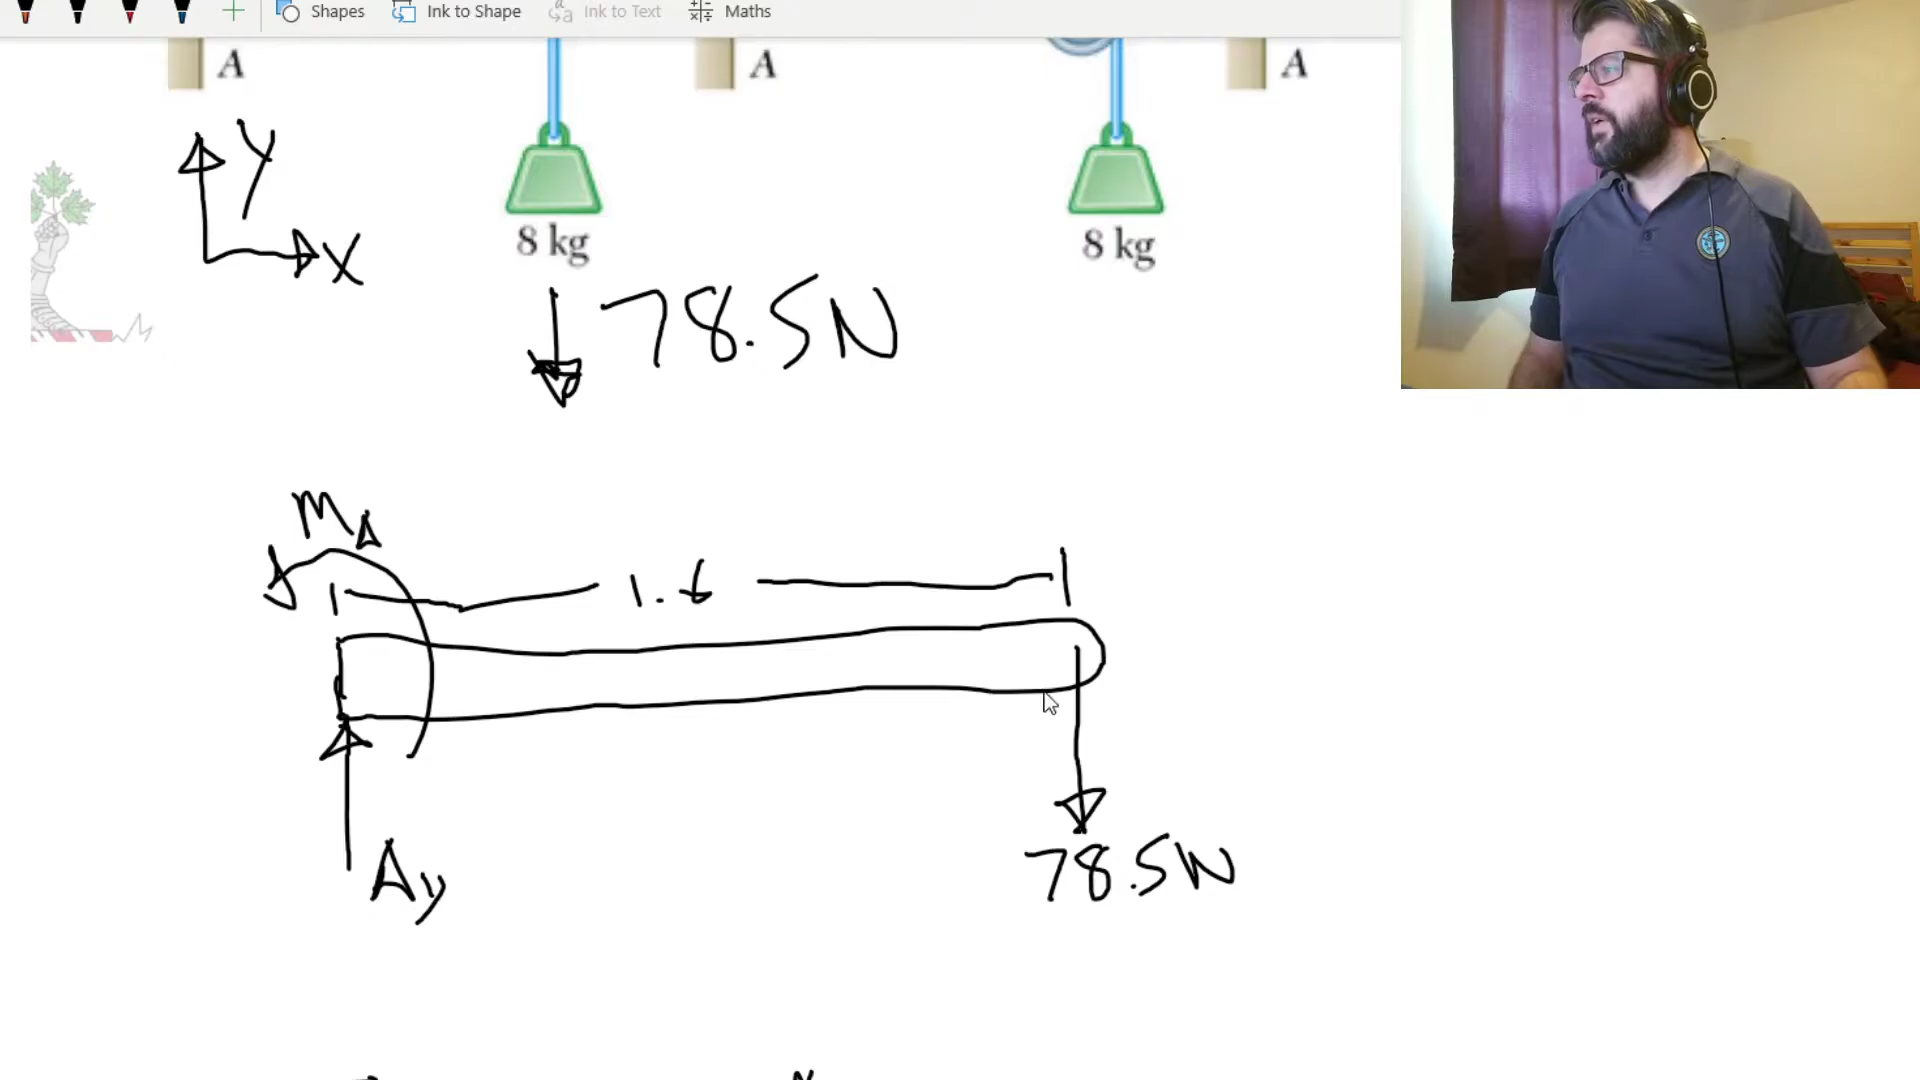 Shapes Ink to Shape Ink to Text Maths
A A A
Y
X
8 kg 8 kg
78.5N
MA
1.6
Ay
78.5N